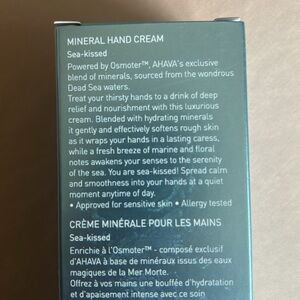 MINERAL HAND CREAM
Sea-kissed
Powered by Osmoter™, AHAVA's exclusive
blend of minerals, sourced from the wondrous
Dead Sea waters.
Treat your thirsty hands to a drink of deep
relief and nourishment with this luxurious
cream. Blended with hydrating minerals
it gently and effectively softens rough skin
as it wraps your hands in a lasting caress,
while a fresh breeze of marine and floral
notes awakens your senses to the serenity
of the sea. You are sea-kissed! Spread calm
and smoothness into your hands at a quiet
moment anytime of day.
• Approved for sensitive skin • Allergy tested
CRÈME MINÉRALE POUR LES MAINS
Sea-kissed
Enrichie à l'Osmoter™ - composé exclusif
d'AHAVA à base de minéraux issus des eaux
magiques de la Mer Morte.
Offrez à vos mains une bouffée d'hydratation
et d'apaisement intense avec ce soin